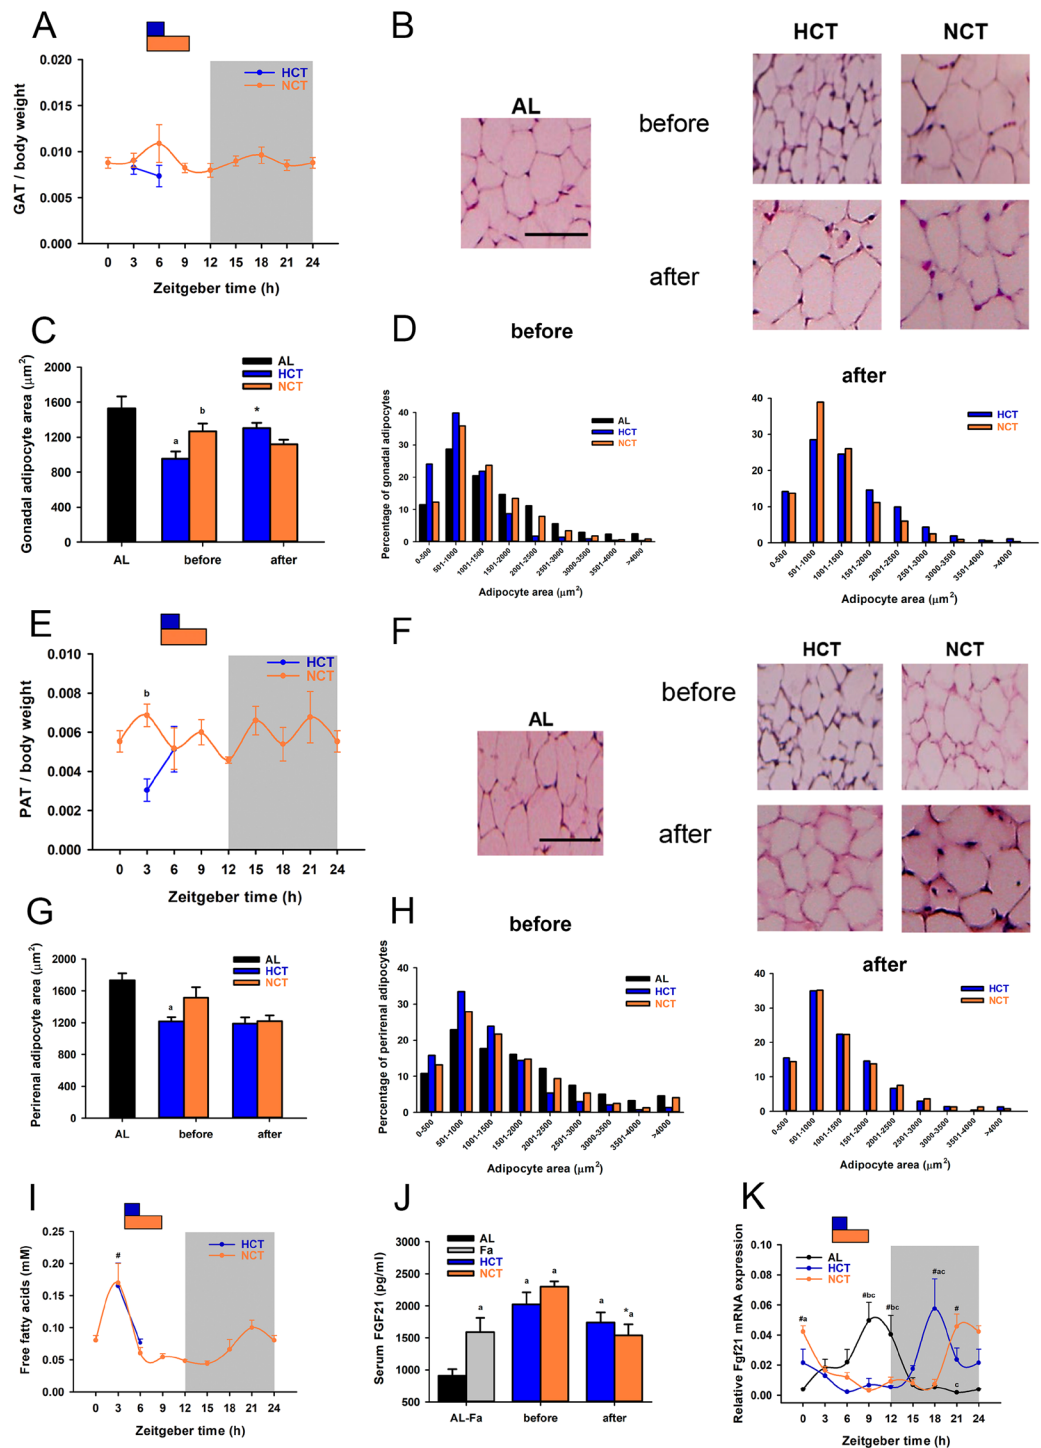 A
HCT
NCT
GAT / body weight
0.020
0.015
0.010
0.005
0.000
0 3 6 9 12 15 18 21 24
Zeitgeber time (h)
B
HCT NCT
AL
before
after
C
Gonadal adipocyte area (µm²)
2000
1600
1200
800
400
0
AL
HCT
NCT
a
b
*
AL before after
D
before
Percentage of gonadal adipocytes
40
30
20
10
0
AL
HCT
NCT
0-500 501-1000 1001-1500 1501-2000 2001-2500 2501-3000 3000-3500 3501-4000 >4000
Adipocyte area (µm²)
after
40
30
20
10
0
HCT
NCT
0-500 501-1000 1001-1500 1501-2000 2001-2500 2501-3000 3000-3500 3501-4000 >4000
Adipocyte area (µm²)
E
PAT / body weight
0.010
0.008
0.006
0.004
0.002
0.000
HCT
NCT
b
0 3 6 9 12 15 18 21 24
Zeitgeber time (h)
F
HCT NCT
before
AL
after
G
Perirenal adipocyte area (µm²)
2000
1600
1200
800
400
0
AL
HCT
NCT
a
AL before after
H
before
Percentage of perirenal adipocytes
40
30
20
10
0
AL
HCT
NCT
0-500 501-1000 1001-1500 1501-2000 2001-2500 2501-3000 3000-3500 3501-4000 >4000
Adipocyte area (µm²)
after
40
30
20
10
0
HCT
NCT
0-500 501-1000 1001-1500 1501-2000 2001-2500 2501-3000 3000-3500 3501-4000 >4000
Adipocyte area (µm²)
I
Free fatty acids (mM)
0.25
0.20
0.15
0.10
0.05
0.00
HCT
NCT
#
0 3 6 9 12 15 18 21 24
Zeitgeber time (h)
J
Serum FGF21 (pg/ml)
3000
2500
2000
1500
1000
500
AL
Fa
HCT
NCT
a
a
a
a
*a
AL-Fa before after
K
Relative Fgf21 mRNA expression
0.10
0.08
0.06
0.04
0.02
0.00
AL
HCT
NCT
#a
#bc
#bc
#ac
#
c
0 3 6 9 12 15 18 21 24
Zeitgeber time (h)